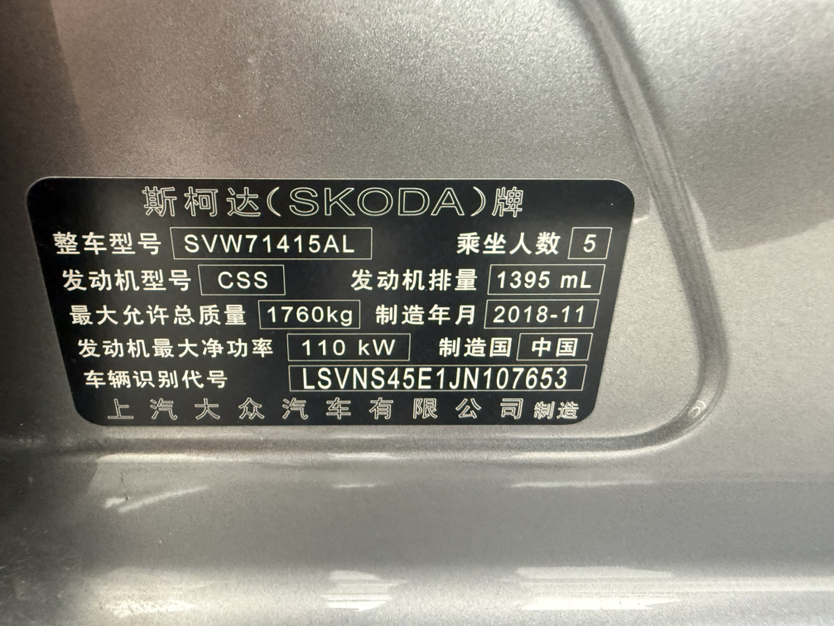 斯柯达(SKODA)牌
整车型号 SVW71415AL 乘坐人数 5
发动机型号 CSS 发动机排量 1395 mL
最大允许总质量 1760kg 制造年月 2018-11
发动机最大净功率 110 kW 制造国 中国
车辆识别代号 LSVNS45E1JN107653
上汽大众汽车有限公司制造